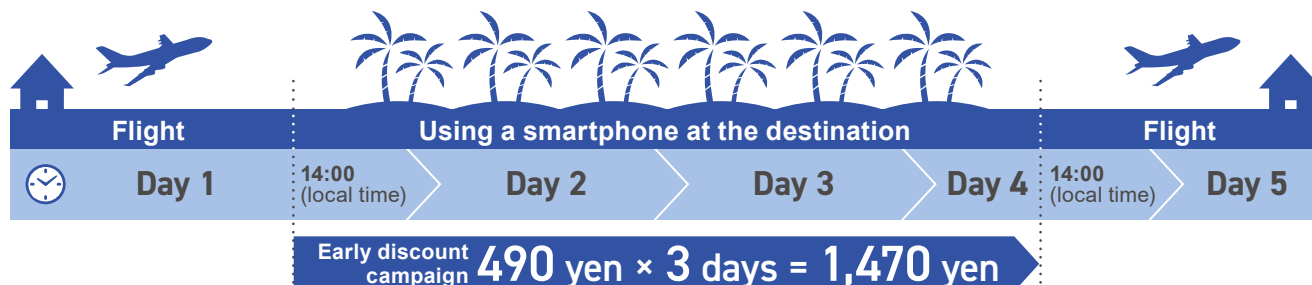 Flight
Using a smartphone at the destination
Flight
Day 1
14:00
(local time)
Day 2
Day 3
Day 4
14:00
(local time)
Day 5
Early discount
campaign
490 yen × 3 days = 1,470 yen